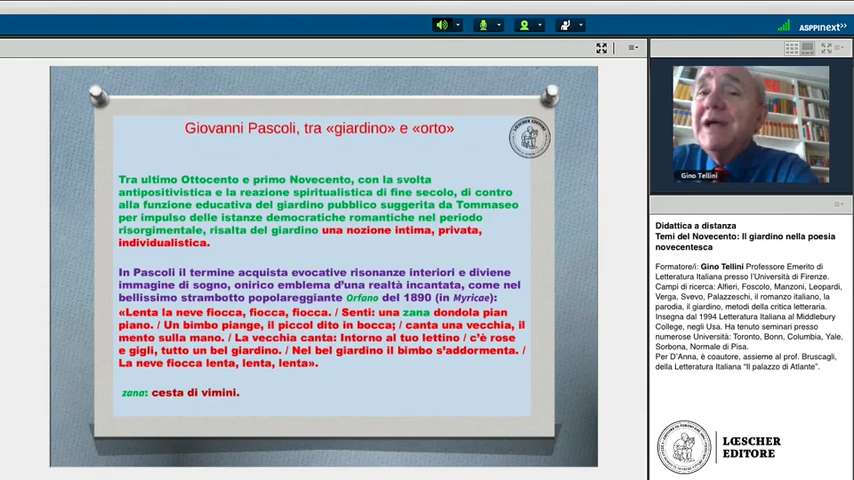 ASPPInext>>
Giovanni Pascoli, tra «giardino» e «orto»
LOESCHER EDITORE
Tra ultimo Ottocento e primo Novecento, con la svolta
antipositivistica e la reazione spiritualistica di fine secolo, di contro
alla funzione educativa del giardino pubblico suggerita da Tommaseo
per impulso delle istanze democratiche romantiche nel periodo
risorgimentale, risalta del giardino una nozione intima, privata,
individualistica.
In Pascoli il termine acquista evocative risonanze interiori e diviene
immagine di sogno, onirico emblema d'una realtà incantata, come nel
bellissimo strambotto popolareggiante Orfano del 1890 (in Myricae):
«Lenta la neve fiocca, fiocca, fiocca. / Senti: una zana dondola pian
piano. / Un bimbo piange, il piccol dito in bocca; / canta una vecchia, il
mento sulla mano. / La vecchia canta: Intorno al tuo lettino / c'è rose
e gigli, tutto un bel giardino. / Nel bel giardino il bimbo s'addormenta. /
La neve fiocca lenta, lenta, lenta».
zana: cesta di vimini.
Gino Tellini
Didattica a distanza
Temi del Novecento: Il giardino nella poesia
novecentesca
Formatore/i: Gino Tellini Professore Emerito di
Letteratura Italiana presso l'Università di Firenze.
Campi di ricerca: Alfieri, Foscolo, Manzoni, Leopardi,
Verga, Svevo, Palazzeschi, il romanzo italiano, la
parodia, il giardino, metodi della critica letteraria.
Insegna dal 1994 Letteratura Italiana al Middlebury
College, negli Usa. Ha tenuto seminari presso
numerose Università: Toronto, Bonn, Columbia, Yale,
Sorbona, Normale di Pisa.
Per D'Anna, è coautore, assieme al prof. Bruscagli,
della Letteratura Italiana "Il palazzo di Atlante".
LŒSCHER
EDITORE